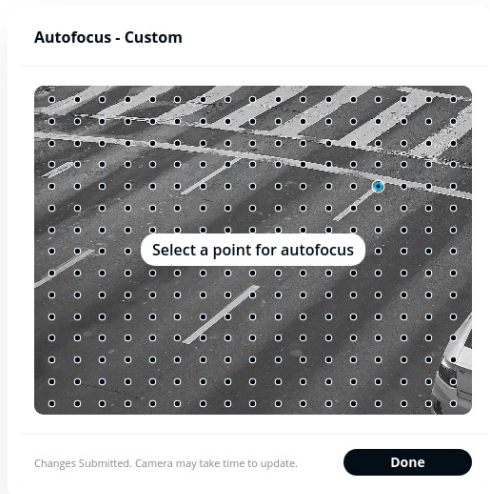 Autofocus - Custom
Select a point for autofocus
Changes Submitted. Camera may take time to update.
Done